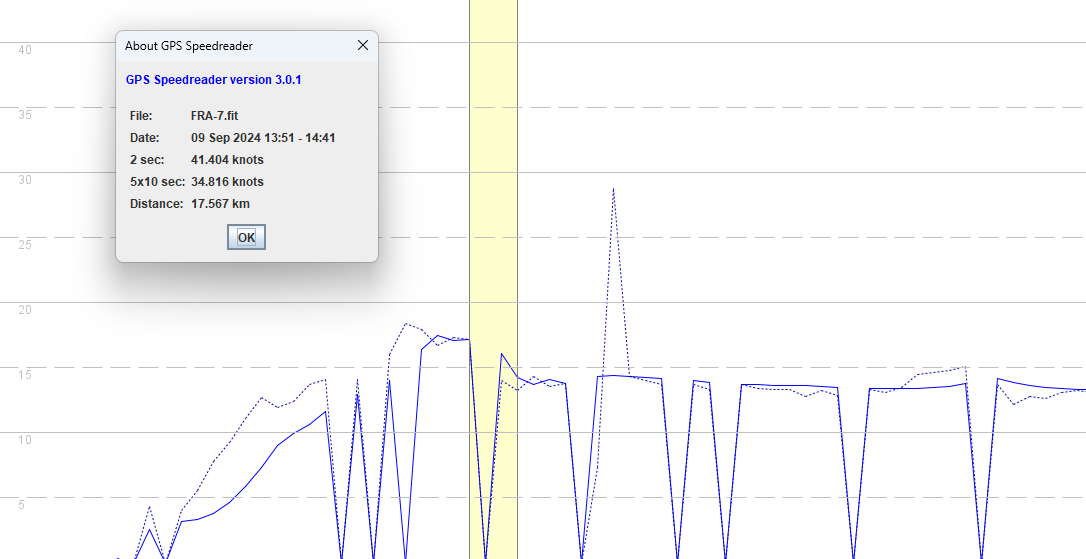 About GPS Speedreader
GPS Speedreader version 3.0.1
File: FRA-7.fit
Date: 09 Sep 2024 13:51 - 14:41
2 sec: 41.404 knots
5x10 sec: 34.816 knots
Distance: 17.567 km
OK
40
35
30
25
20
15
10
5